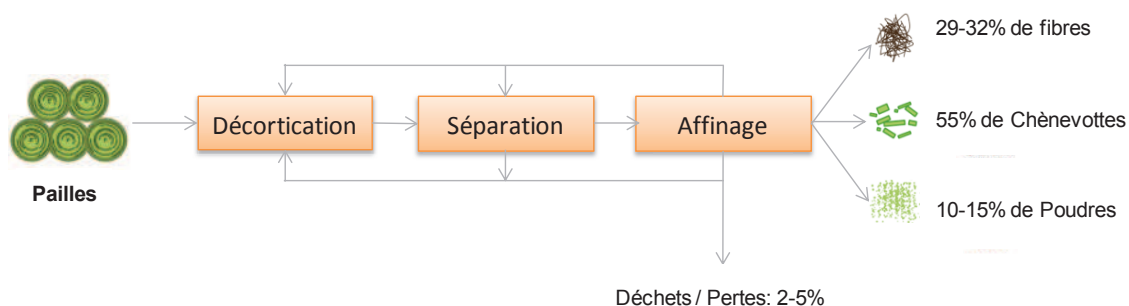 29-32% de fibres
Décortication
Séparation
Affinage
55% de Chènevottes
Pailles
10-15% de Poudres
Déchets / Pertes: 2-5%